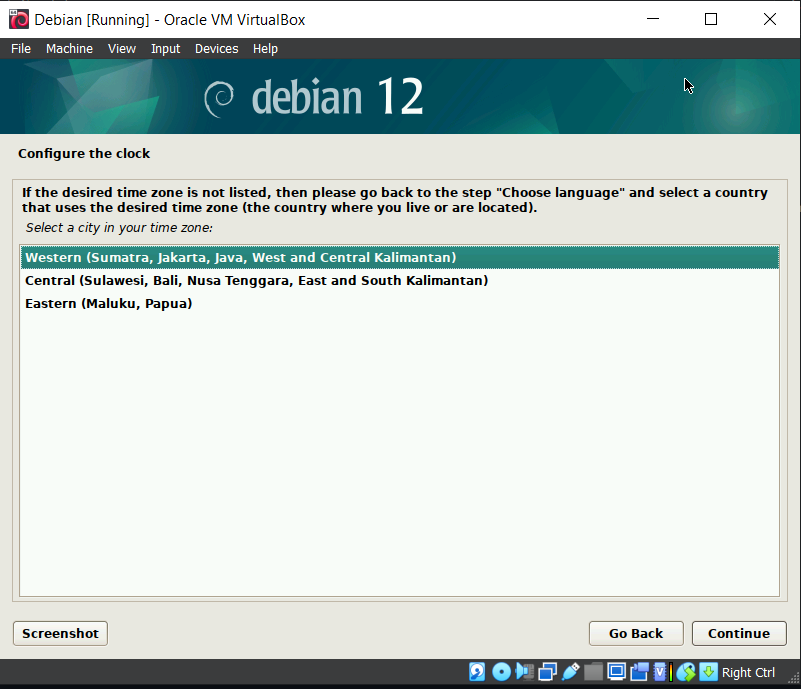 Debian [Running] - Oracle VM VirtualBox
File Machine View Input Devices Help
debian 12
Configure the clock
If the desired time zone is not listed, then please go back to the step "Choose language" and select a country
that uses the desired time zone (the country where you live or are located).
Select a city in your time zone:
Western (Sumatra, Jakarta, Java, West and Central Kalimantan)
Central (Sulawesi, Bali, Nusa Tenggara, East and South Kalimantan)
Eastern (Maluku, Papua)
Screenshot Go Back Continue
Right Ctrl